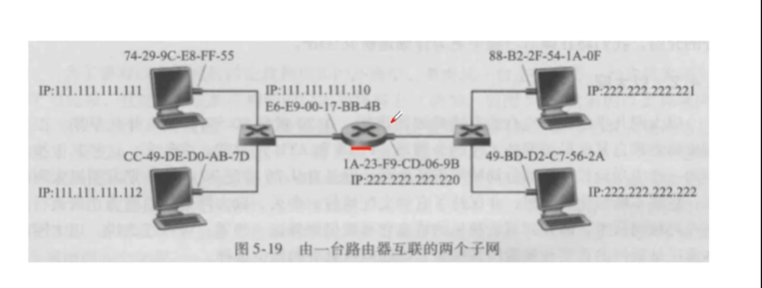 74-29-9C-E8-FF-55
88-B2-2F-54-1A-0F
IP:111.111.111.111
IP:111.111.111.110
E6-E9-00-17-BB-4B
IP:222.222.222.221
CC-49-DE-D0-AB-7D
1A-23-F9-CD-06-9B
IP:222.222.222.220
49-BD-D2-C7-56-2A
IP:111.111.111.112
IP:222.222.222.222
图 5-19 由一台路由器互联的两个子网